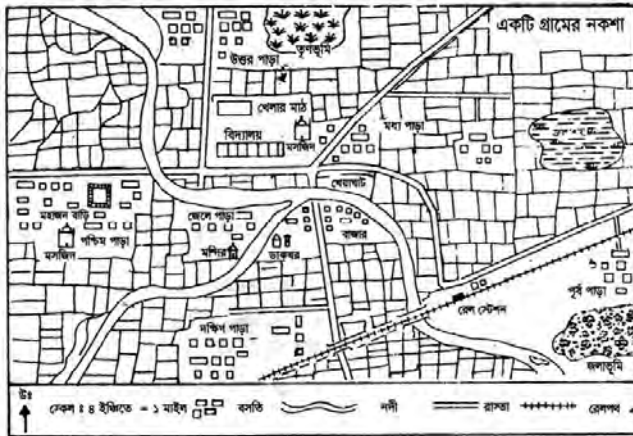 একটি গ্রামের নকশা
তৃণভূমি
উত্তর পাড়া
খেলার মাঠ
বিদ্যালয়
মসজিদ
মধ্য পাড়া
খেয়াঘাট
মহাজন বাড়ি
পশ্চিম পাড়া
মসজিদ
জেলে পাড়া
মন্দির
ডাকঘর
বাজার
রেল স্টেশন
পূর্ব পাড়া
জলাভূমি
দক্ষিণ পাড়া
উঃ
স্কেল ঃ ৪ ইঞ্চিতে = ১ মাইল বসতি নদী রাস্তা রেলপথ